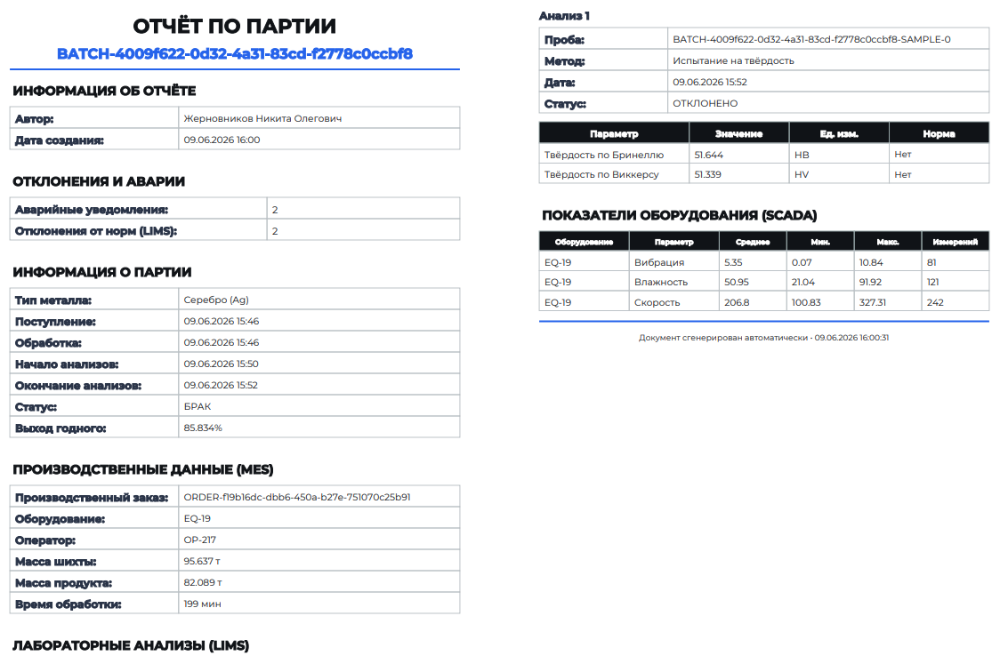 ОТЧЁТ ПО ПАРТИИ
BATCH-4009f622-0d32-4a31-83cd-f2778c0ccbf8
ИНФОРМАЦИЯ ОБ ОТЧЁТЕ
Автор: Жерновников Никита Олегович
Дата создания: 09.06.2026 16:00
ОТКЛОНЕНИЯ И АВАРИИ
Аварийные уведомления: 2
Отклонения от норм (LIMS): 2
ИНФОРМАЦИЯ О ПАРТИИ
Тип металла: Серебро (Ag)
Поступление: 09.06.2026 15:46
Обработка: 09.06.2026 15:46
Начало анализов: 09.06.2026 15:50
Окончание анализов: 09.06.2026 15:52
Статус: БРАК
Выход годного: 85.834%
ПРОИЗВОДСТВЕННЫЕ ДАННЫЕ (MES)
Производственный заказ: ORDER-f19b16dc-dbb6-450a-b27e-751070c25b91
Оборудование: EQ-19
Оператор: OP-217
Масса шихты: 95.637 т
Масса продукта: 82.089 т
Время обработки: 199 мин
ЛАБОРАТОРНЫЕ АНАЛИЗЫ (LIMS)
Анализ 1
Проба: BATCH-4009f622-0d32-4a31-83cd-f2778c0ccbf8-SAMPLE-0
Метод: Испытание на твёрдость
Дата: 09.06.2026 15:52
Статус: ОТКЛОНЕНО
Параметр Значение Ед. изм. Норма
Твёрдость по Бринеллю 51.644 HB Нет
Твёрдость по Виккерсу 51.339 HV Нет
ПОКАЗАТЕЛИ ОБОРУДОВАНИЯ (SCADA)
Оборудование Параметр Среднее Мин. Макс. Измерений
EQ-19 Вибрация 5.35 0.07 10.84 81
EQ-19 Влажность 50.95 21.04 91.92 121
EQ-19 Скорость 206.8 100.83 327.31 242
Документ сгенерирован автоматически • 09.06.2026 16:00:31